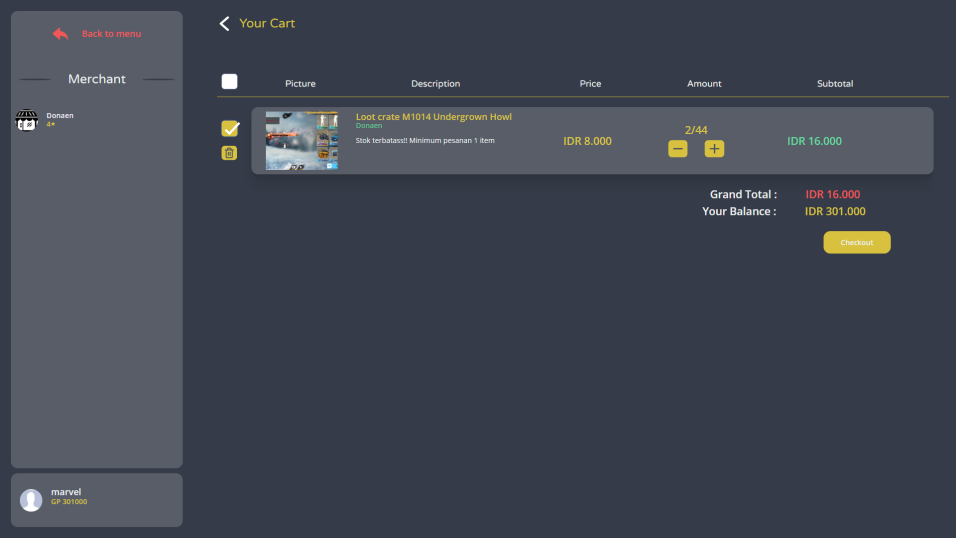 Back to menu
Merchant
Donaen
4★
marvel
GP 301000
Your Cart
Picture Description Price Amount Subtotal
Loot crate M1014 Undergrown Howl
Donaen
Stok terbatass!! Minimum pesanan 1 item
IDR 8.000
2/44
IDR 16.000
Grand Total : IDR 16.000
Your Balance : IDR 301.000
Checkout